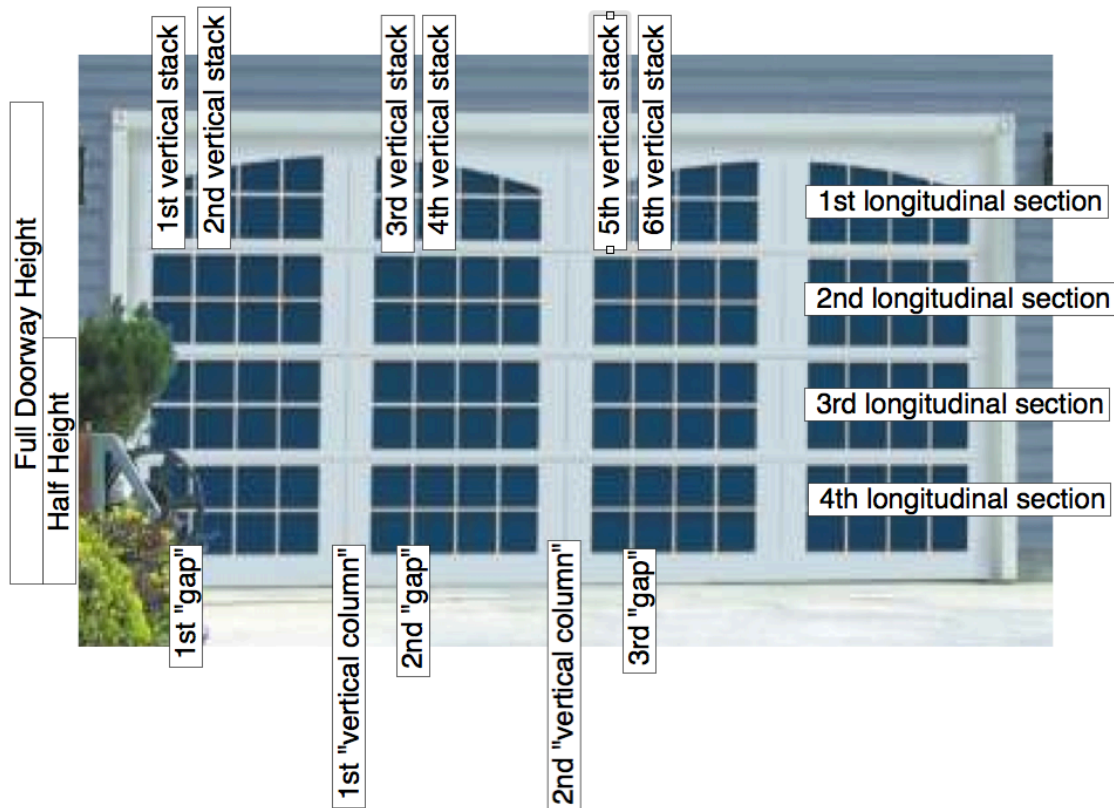 1st vertical stack
2nd vertical stack
3rd vertical stack
4th vertical stack
5th vertical stack
6th vertical stack
Full Doorway Height
Half Height
1st longitudinal section
2nd longitudinal section
3rd longitudinal section
4th longitudinal section
1st "gap"
1st "vertical column"
2nd "gap"
2nd "vertical column"
3rd "gap"